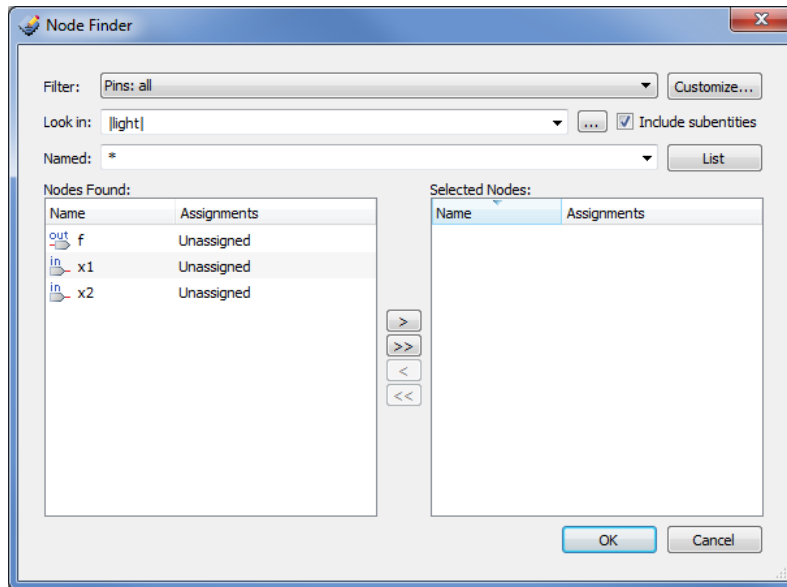 Node Finder
Filter: Pins: all Customize...
Look in: |light| ... Include subentities
Named: * List
Nodes Found: Selected Nodes:
Name Assignments Name Assignments
out f Unassigned
in x1 Unassigned
in x2 Unassigned
>
>>
<
<<
OK Cancel